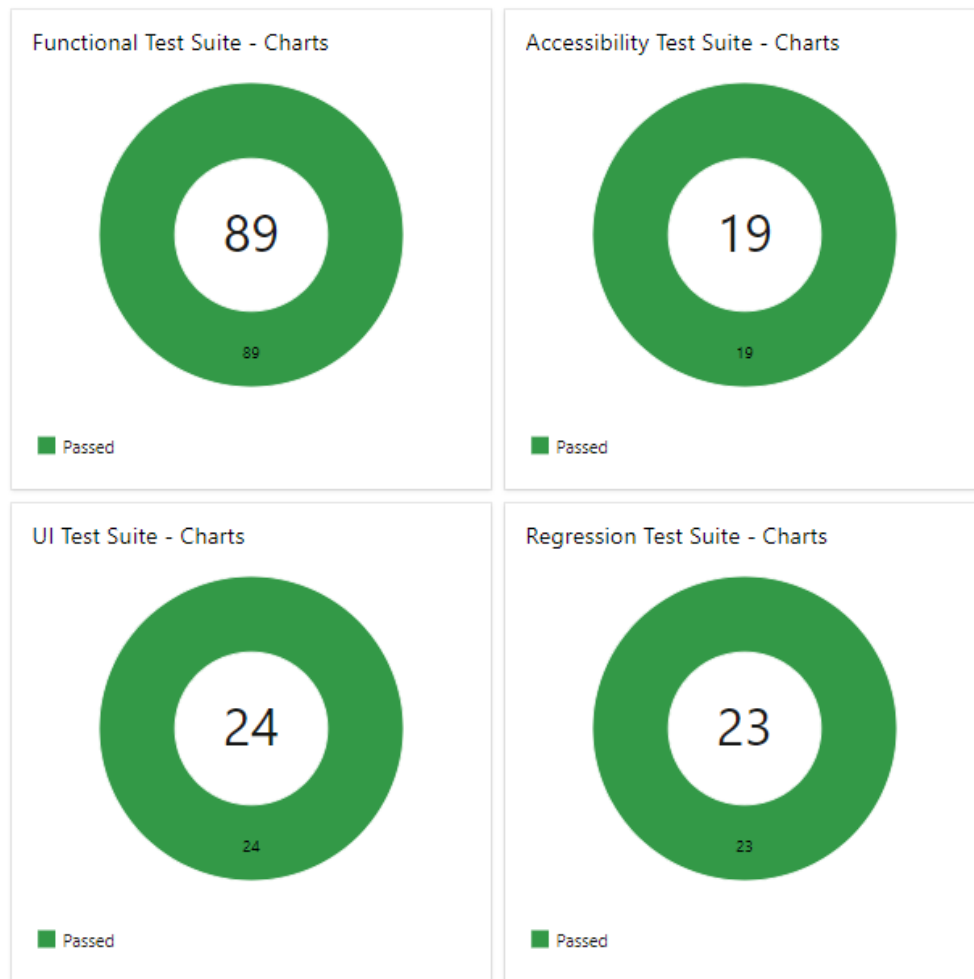 Functional Test Suite - Charts
89
89
Passed
Accessibility Test Suite - Charts
19
19
Passed
UI Test Suite - Charts
24
24
Passed
Regression Test Suite - Charts
23
23
Passed